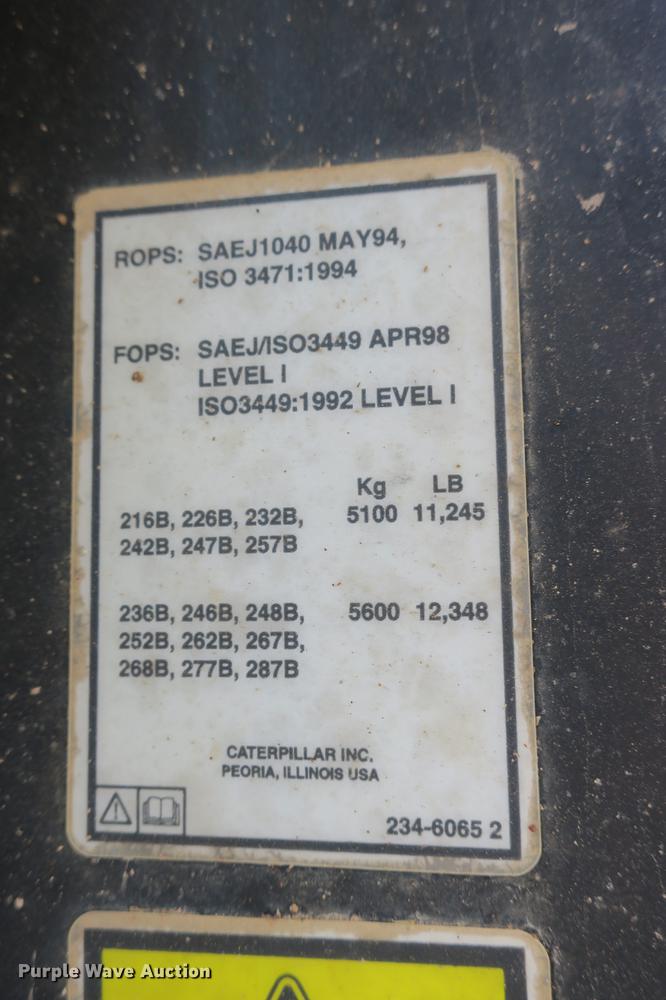 ROPS: SAEJ1040 MAY94,
ISO 3471:1994
FOPS: SAEJ/ISO3449 APR98
LEVEL I
ISO3449:1992 LEVEL I
Kg LB
216B, 226B, 232B, 5100 11,245
242B, 247B, 257B
236B, 246B, 248B, 5600 12,348
252B, 262B, 267B,
268B, 277B, 287B
CATERPILLAR INC.
PEORIA, ILLINOIS USA
234-6065 2
Purple Wave Auction